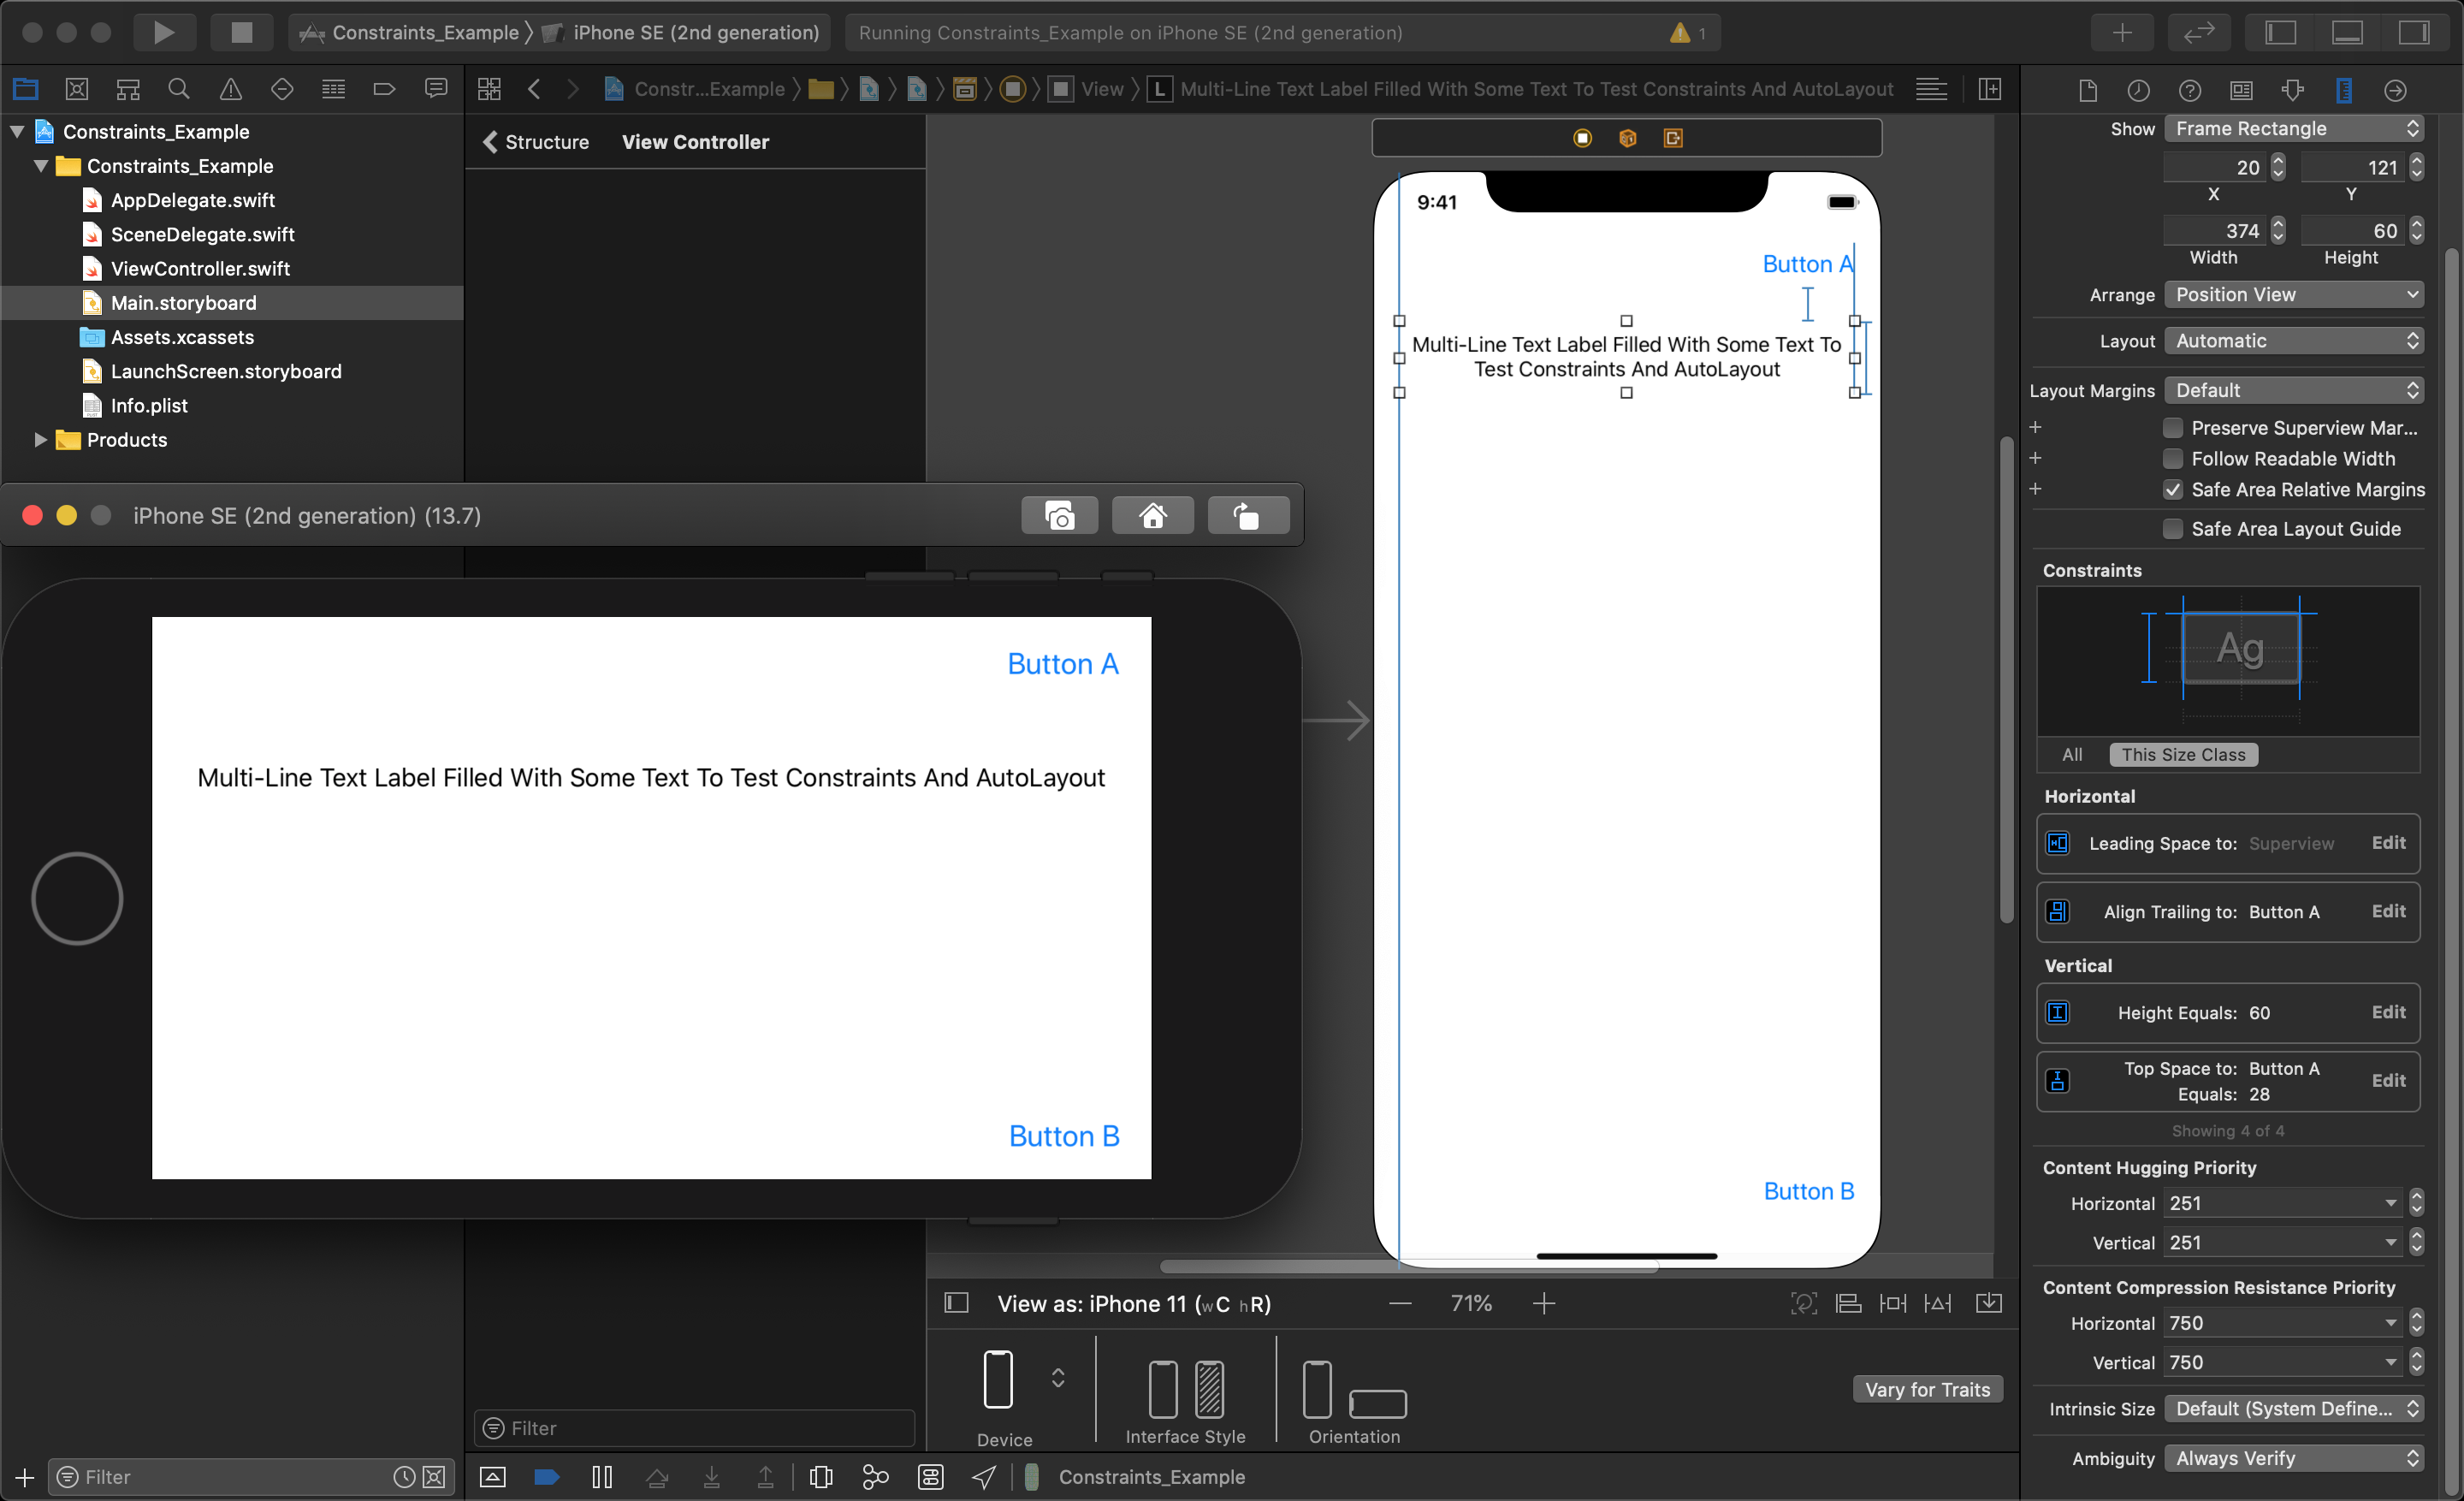 Constraints_Example
iPhone SE (2nd generation)
Running Constraints_Example on iPhone SE (2nd generation)
1
Constr...Example
View
L
Multi-Line Text Label Filled With Some Text To Test Constraints And AutoLayout
Constraints_Example
Constraints_Example
AppDelegate.swift
SceneDelegate.swift
ViewController.swift
Main.storyboard
Assets.xcassets
LaunchScreen.storyboard
Info.plist
Products
Structure
View Controller
9:41
Button A
Multi-Line Text Label Filled With Some Text To
Test Constraints And AutoLayout
Button B
iPhone SE (2nd generation) (13.7)
Button A
Multi-Line Text Label Filled With Some Text To Test Constraints And AutoLayout
Button B
View as: iPhone 11 (wC hR)
71%
Device
Interface Style
Orientation
Vary for Traits
Filter
Filter
Constraints_Example
Show
Frame Rectangle
20
121
X
Y
374
60
Width
Height
Arrange
Position View
Layout
Automatic
Layout Margins
Default
Preserve Superview Mar...
Follow Readable Width
Safe Area Relative Margins
Safe Area Layout Guide
Constraints
Ag
All
This Size Class
Horizontal
Leading Space to: Superview
Edit
Align Trailing to: Button A
Edit
Vertical
Height Equals: 60
Edit
Top Space to: Button A
Equals: 28
Edit
Showing 4 of 4
Content Hugging Priority
Horizontal
251
Vertical
251
Content Compression Resistance Priority
Horizontal
750
Vertical
750
Intrinsic Size
Default (System Define...
Ambiguity
Always Verify